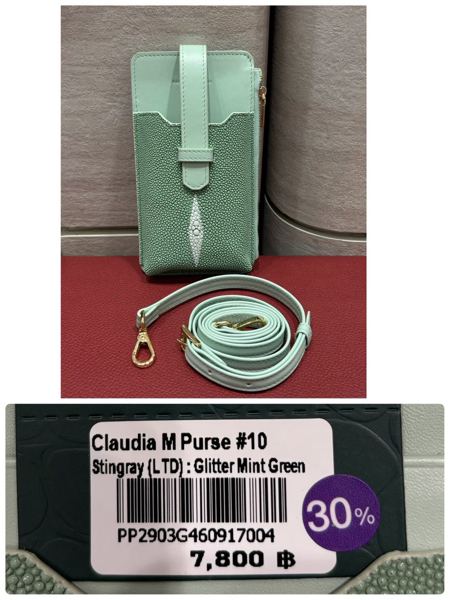 Claudia M Purse #10
Stingray (LTD) : Glitter Mint Green
PP2903G460917004
7,800 ฿
30%